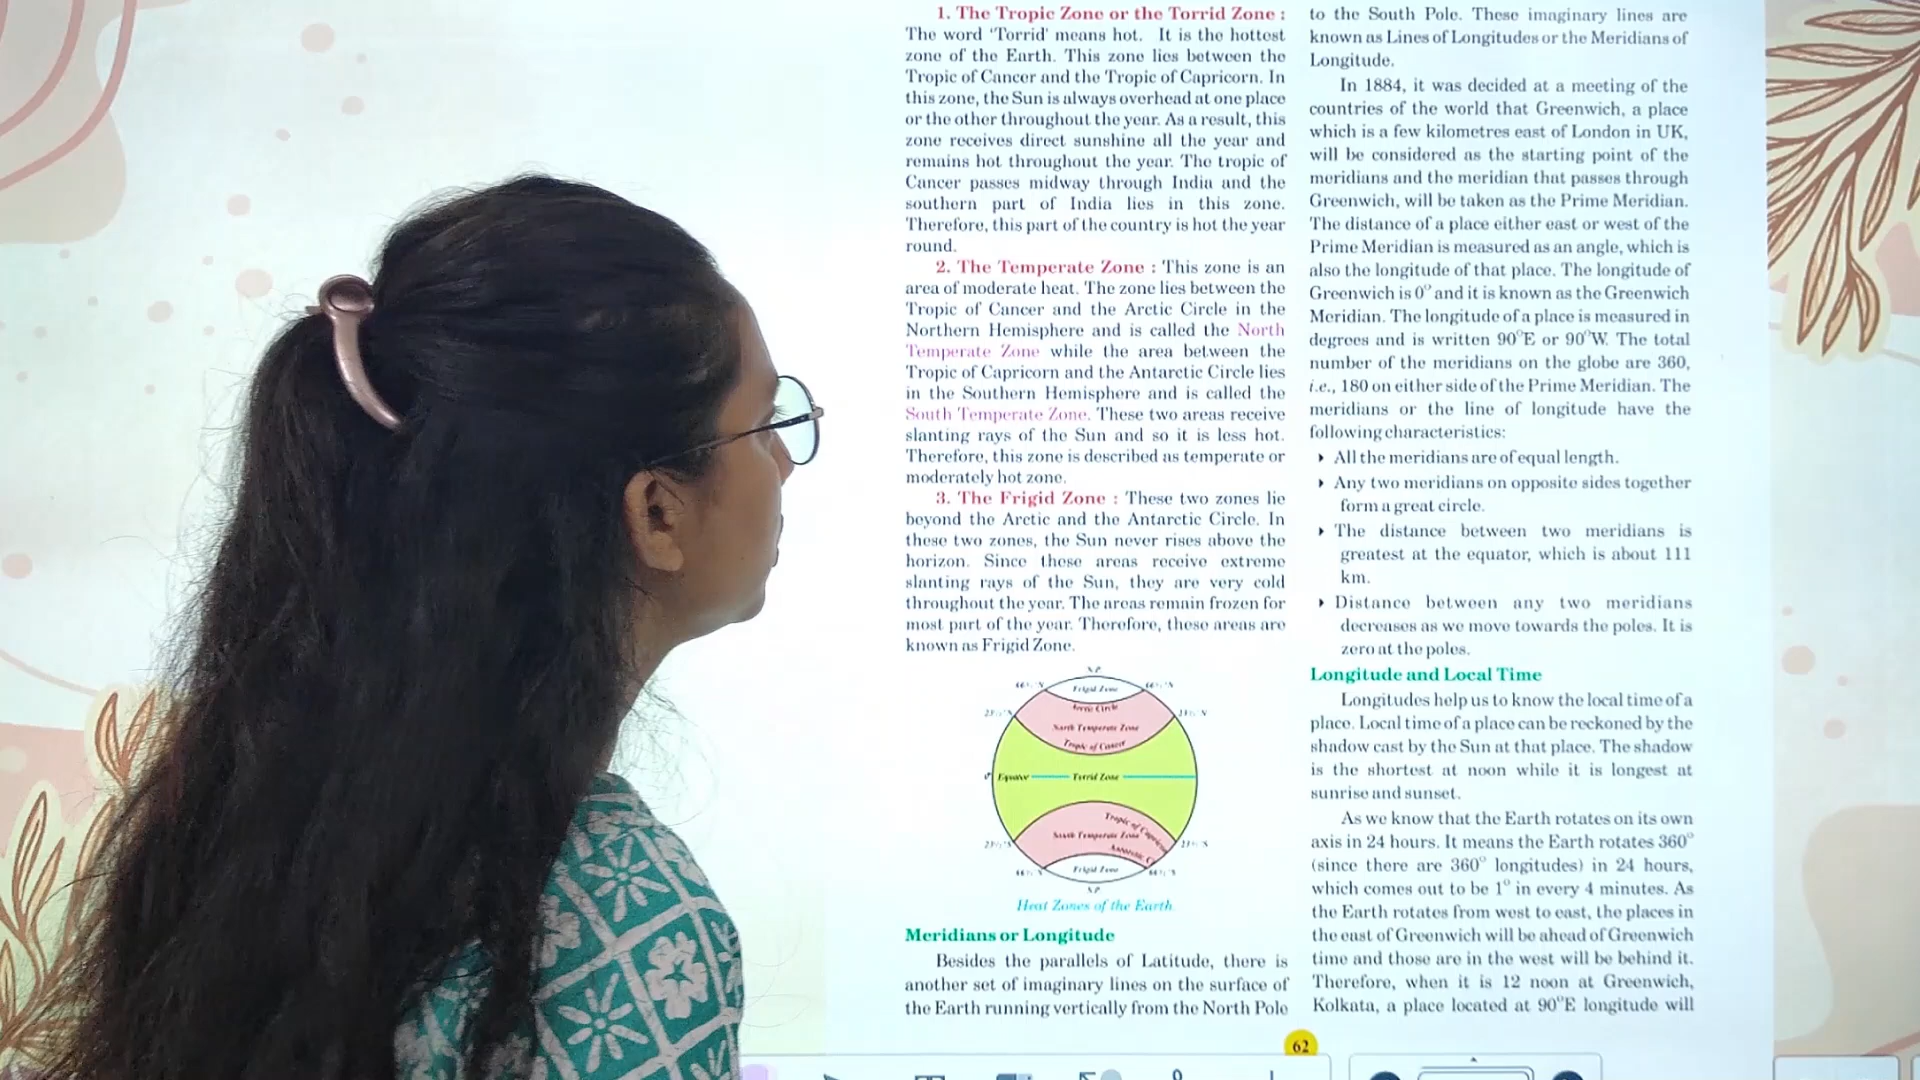 1. The Tropic Zone or the Torrid Zone :
The word ‘Torrid’ means hot. It is the hottest
zone of the Earth. This zone lies between the
Tropic of Cancer and the Tropic of Capricorn. In
this zone, the Sun is always overhead at one place
or the other throughout the year. As a result, this
zone receives direct sunshine all the year and
remains hot throughout the year. The tropic of
Cancer passes midway through India and the
southern part of India lies in this zone.
Therefore, this part of the country is hot the year
round.
2. The Temperate Zone : This zone is an
area of moderate heat. The zone lies between the
Tropic of Cancer and the Arctic Circle in the
Northern Hemisphere and is called the North
Temperate Zone while the area between the
Tropic of Capricorn and the Antarctic Circle lies
in the Southern Hemisphere and is called the
South Temperate Zone. These two areas receive
slanting rays of the Sun and so it is less hot.
Therefore, this zone is described as temperate or
moderately hot zone.
3. The Frigid Zone : These two zones lie
beyond the Arctic and the Antarctic Circle. In
these two zones, the Sun never rises above the
horizon. Since these areas receive extreme
slanting rays of the Sun, they are very cold
throughout the year. The areas remain frozen for
most part of the year. Therefore, these areas are
known as Frigid Zone.
Frigid Zone
Arctic Circle
North Temperate Zone
Tropic of Cancer
Equator Torrid Zone
Tropic of Capricorn
South Temperate Zone
Frigid Zone
Heat Zones of the Earth
Meridians or Longitude
Besides the parallels of Latitude, there is
another set of imaginary lines on the surface of
the Earth running vertically from the North Pole
to the South Pole. These imaginary lines are
known as Lines of Longitudes or the Meridians of
Longitude.
In 1884, it was decided at a meeting of the
countries of the world that Greenwich, a place
which is a few kilometres east of London in UK,
will be considered as the starting point of the
meridians and the meridian that passes through
Greenwich, will be taken as the Prime Meridian.
The distance of a place either east or west of the
Prime Meridian is measured as an angle, which is
also the longitude of that place. The longitude of
Greenwich is 0° and it is known as the Greenwich
Meridian. The longitude of a place is measured in
degrees and is written 90°E or 90°W. The total
number of the meridians on the globe are 360,
i.e., 180 on either side of the Prime Meridian. The
meridians or the line of longitude have the
following characteristics:
All the meridians are of equal length.
Any two meridians on opposite sides together
form a great circle.
The distance between two meridians is
greatest at the equator, which is about 111
km.
Distance between any two meridians
decreases as we move towards the poles. It is
zero at the poles.
Longitude and Local Time
Longitudes help us to know the local time of a
place. Local time of a place can be reckoned by the
shadow cast by the Sun at that place. The shadow
is the shortest at noon while it is longest at
sunrise and sunset.
As we know that the Earth rotates on its own
axis in 24 hours. It means the Earth rotates 360°
(since there are 360° longitudes) in 24 hours,
which comes out to be 1° in every 4 minutes. As
the Earth rotates from west to east, the places in
the east of Greenwich will be ahead of Greenwich
time and those are in the west will be behind it.
Therefore, when it is 12 noon at Greenwich,
Kolkata, a place located at 90°E longitude will
62